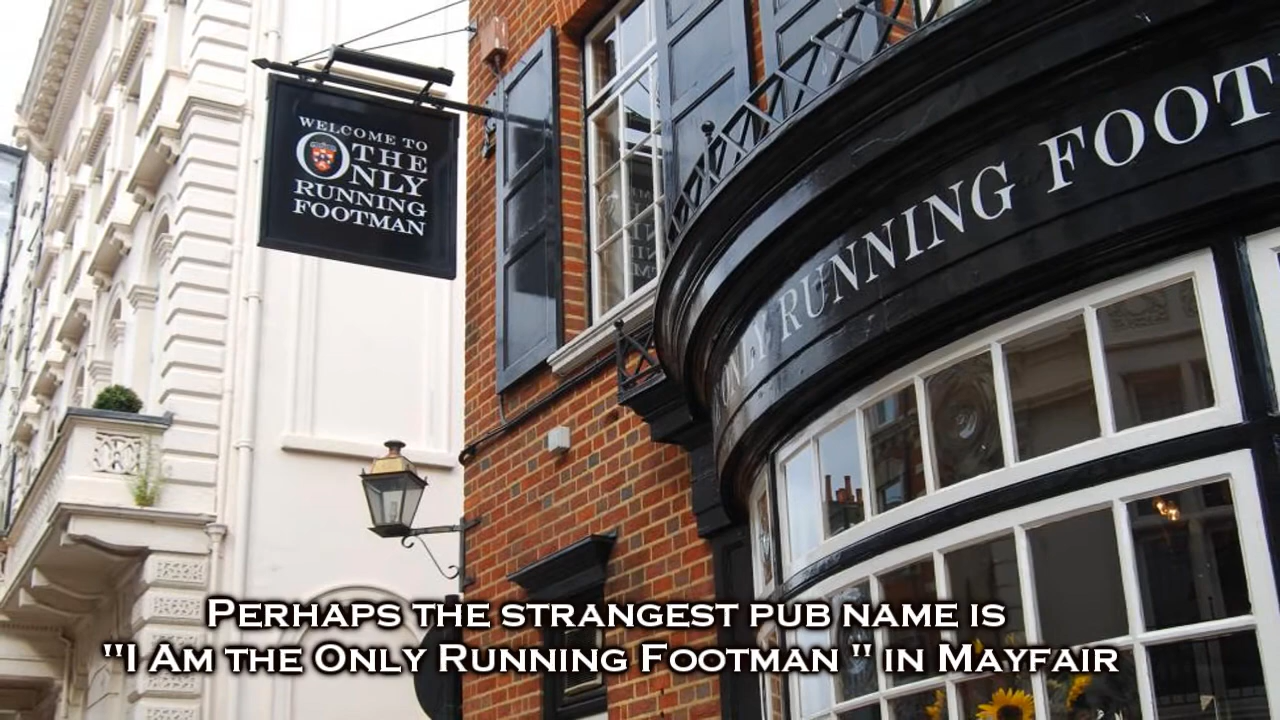 WELCOME TO
THE
ONLY
RUNNING
FOOTMAN
ONLY RUNNING FOOT
PERHAPS THE STRANGEST PUB NAME IS
"I AM THE ONLY RUNNING FOOTMAN " IN MAYFAIR